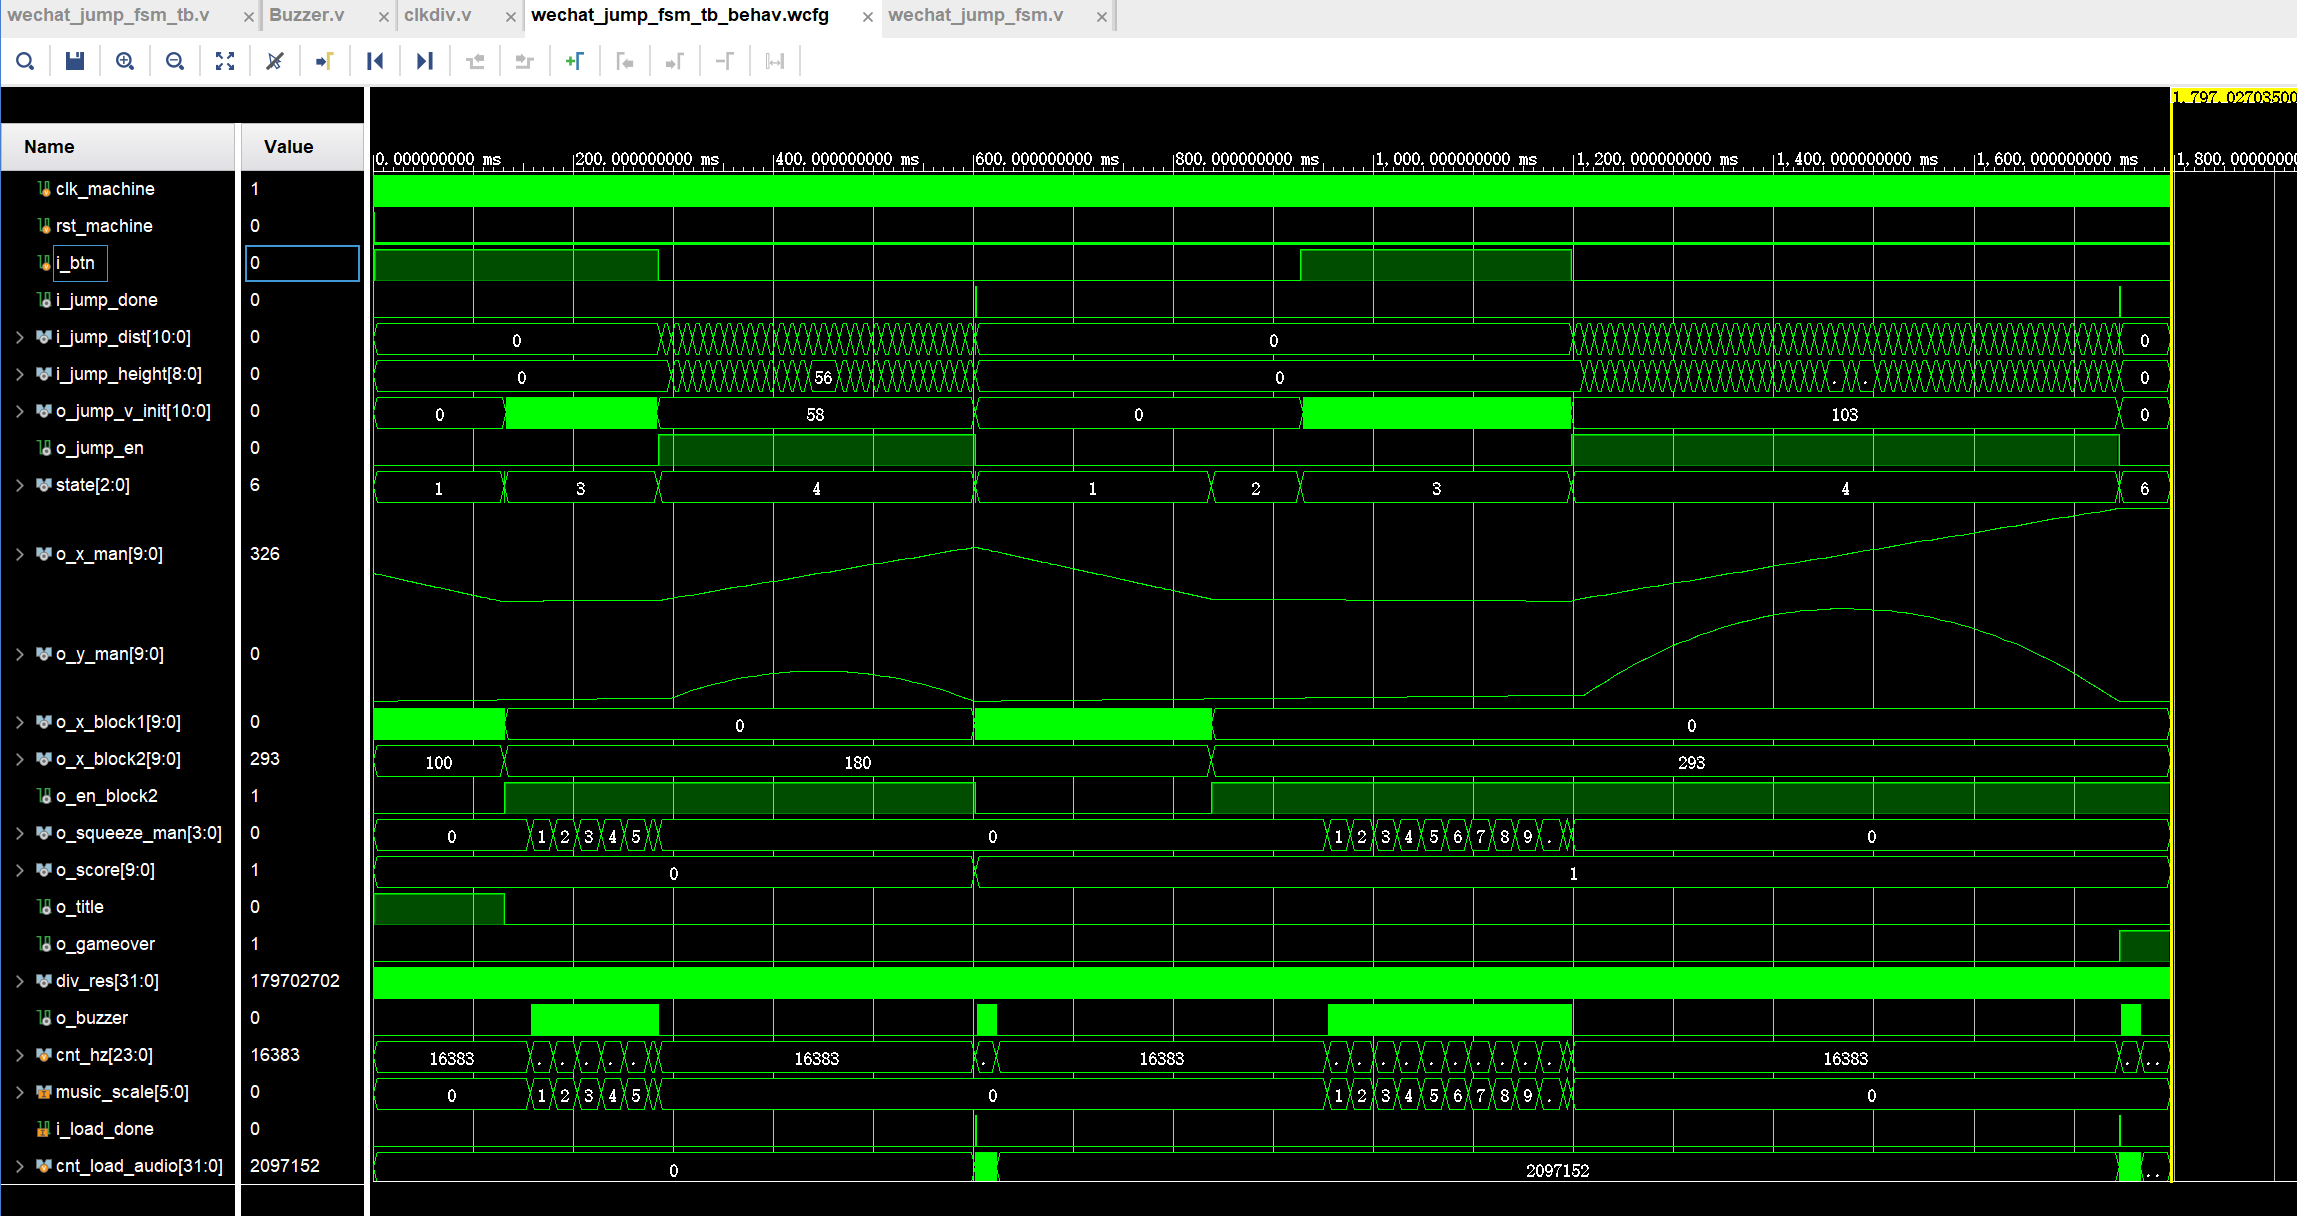 wechat_jump_fsm_tb.v × Buzzer.v × clkdiv.v × wechat_jump_fsm_tb_behav.wcfg × wechat_jump_fsm.v ×
1,797.02703500
Name Value
0.000000000 ms 200.000000000 ms 400.000000000 ms 600.000000000 ms 800.000000000 ms 1,000.000000000 ms 1,200.000000000 ms 1,400.000000000 ms 1,600.000000000 ms 1,800.0000000
clk_machine 1
rst_machine 0
i_btn 0
i_jump_done 0
i_jump_dist[10:0] 0 0 0 0
i_jump_height[8:0] 0 0 56 0 . . 0
o_jump_v_init[10:0] 0 0 58 0 103 0
o_jump_en 0
state[2:0] 6 1 3 4 1 2 3 4 6
o_x_man[9:0] 326
o_y_man[9:0] 0
o_x_block1[9:0] 0 0 0
o_x_block2[9:0] 293 100 180 293
o_en_block2 1
o_squeeze_man[3:0] 0 0 1 2 3 4 5 0 1 2 3 4 5 6 7 8 9 . 0
o_score[9:0] 1 0 1
o_title 0
o_gameover 1
div_res[31:0] 179702702
o_buzzer 0
cnt_hz[23:0] 16383 16383 . . . . . 16383 . 16383 . . . . . . . . . . 16383 . ..
music_scale[5:0] 0 0 1 2 3 4 5 0 1 2 3 4 5 6 7 8 9 . 0
i_load_done 0
cnt_load_audio[31:0] 2097152 0 2097152 ..